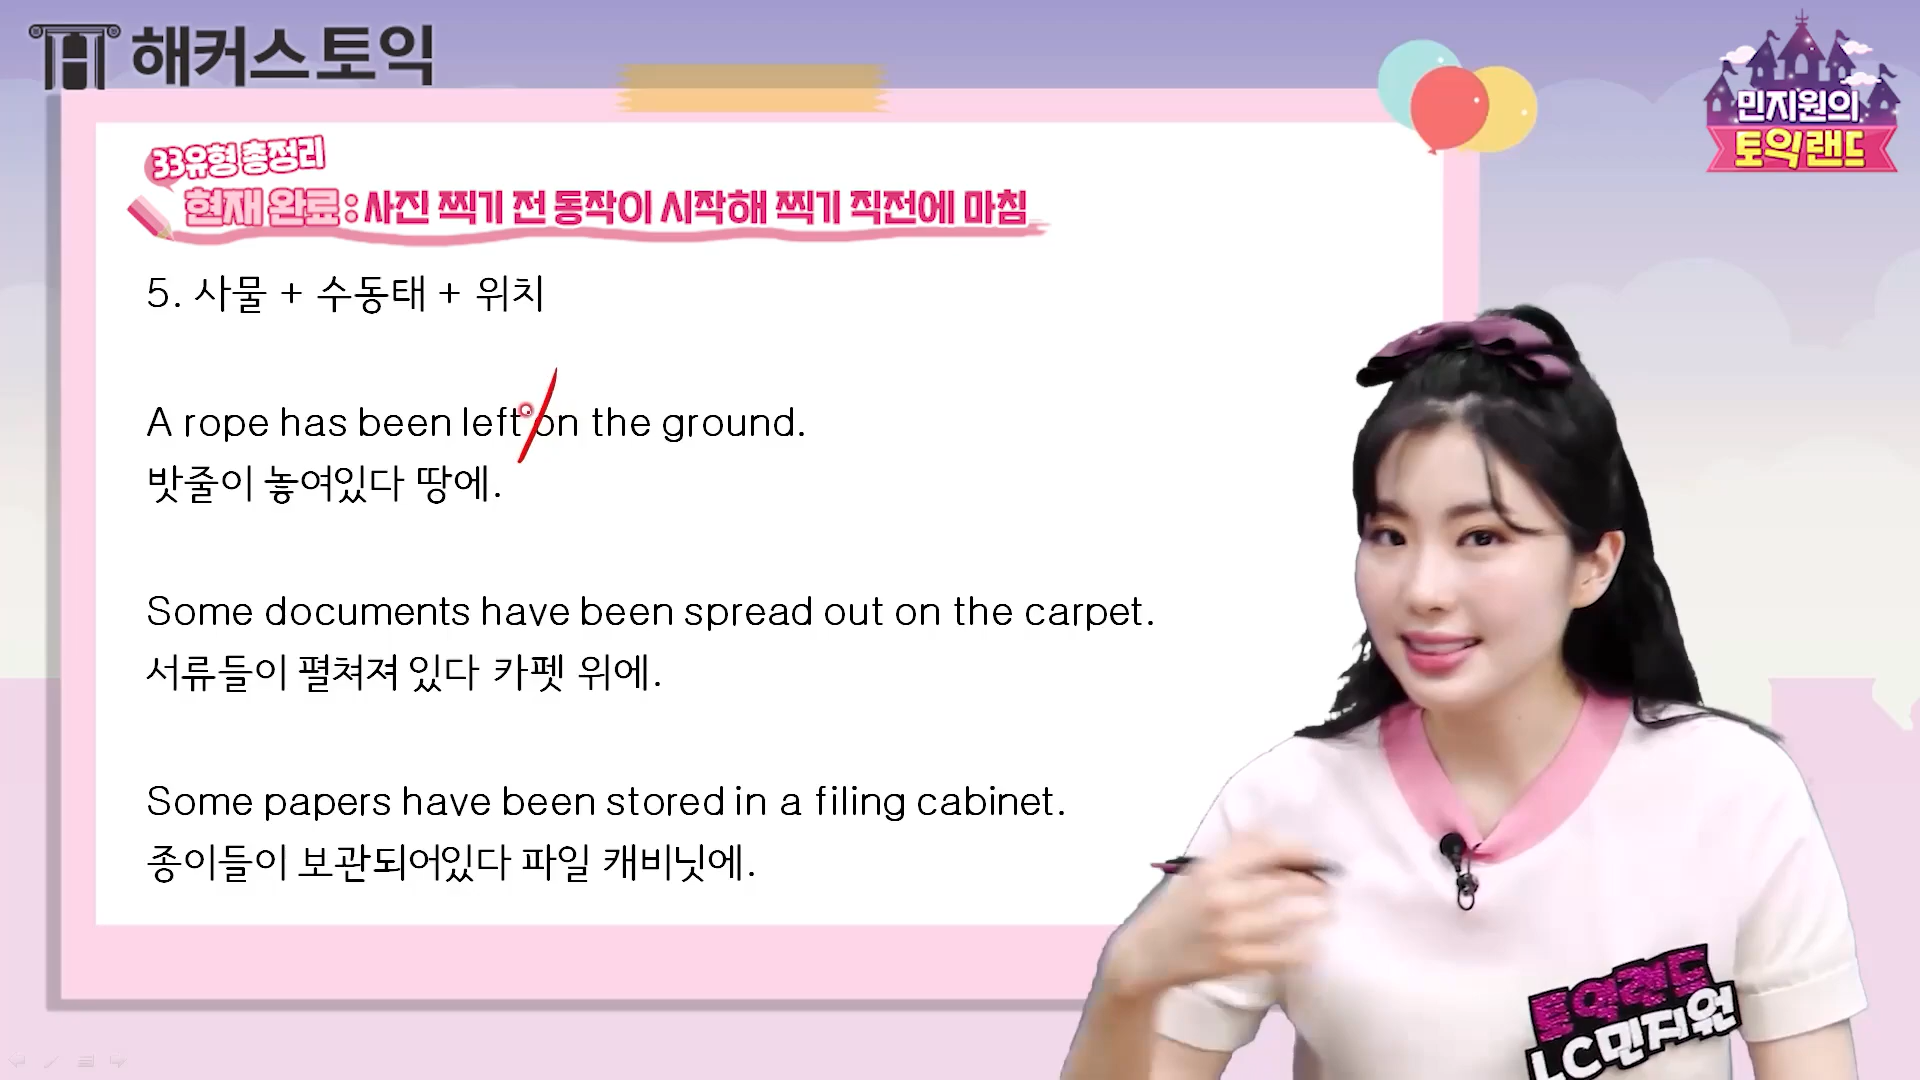 해커스토익
민지원의
토익랜드
33유형 총정리
현재 완료 : 사진 찍기 전 동작이 시작해 찍기 직전에 마침
5. 사물 + 수동태 + 위치
A rope has been left on the ground.
밧줄이 놓여있다 땅에.
Some documents have been spread out on the carpet.
서류들이 펼쳐져 있다 카펫 위에.
Some papers have been stored in a filing cabinet.
종이들이 보관되어있다 파일 캐비닛에.
토익랜드
LC민지원